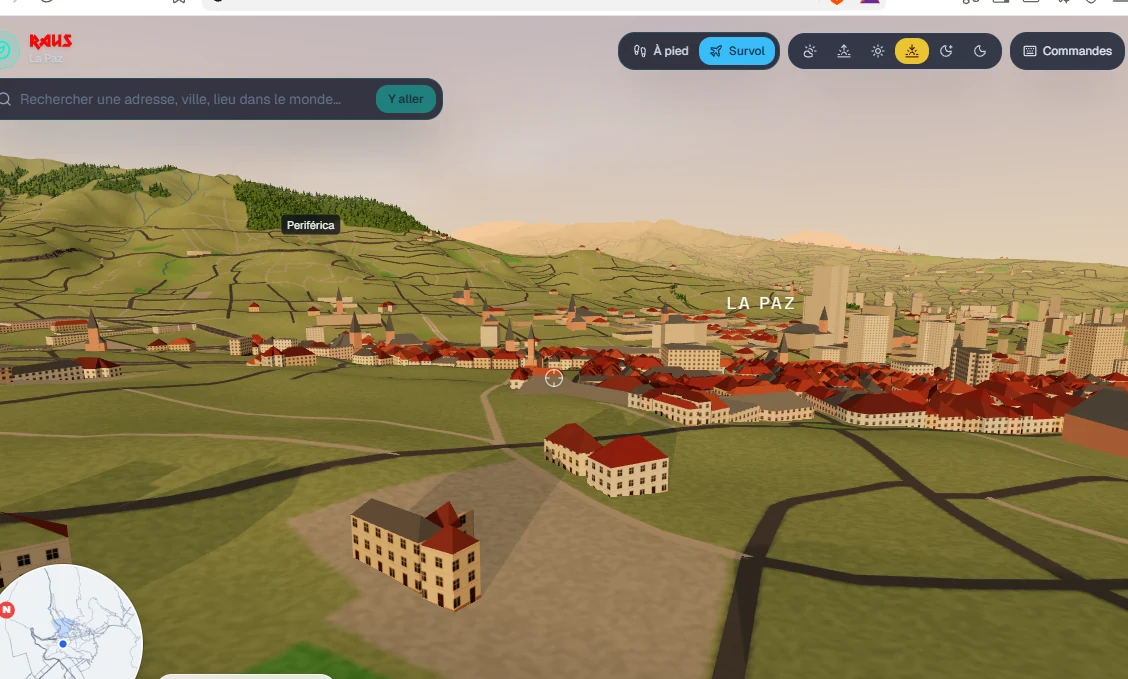 RAUS
La Paz
À pied
Survol
Commandes
Rechercher une adresse, ville, lieu dans le monde...
Y aller
Periférica
LA PAZ
N